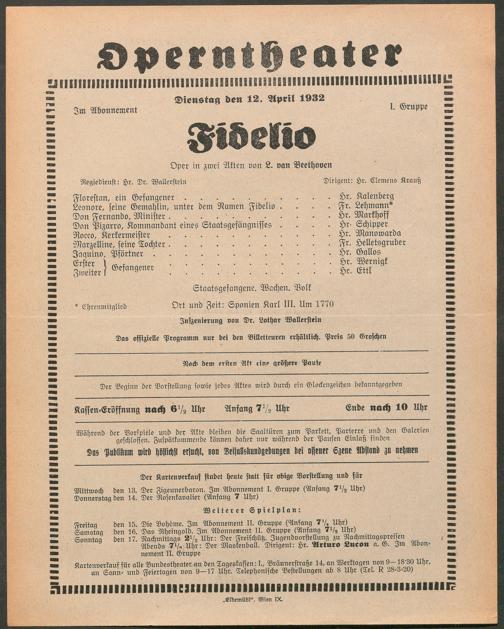 Operntheater
Dienstag den 12. April 1932
Im Abonnement I. Gruppe
Fidelio
Oper in zwei Akten von L. van Beethoven
Regiedienst: Hr. Dr. Wallerstein Dirigent: Hr. Clemens Krauß
Florestan, ein Gefangener . . . . . . . . Hr. Kalenberg
Leonore, seine Gemahlin, unter dem Namen Fidelio . . . . Fr. Lehmann*
Don Fernando, Minister . . . . . . . . Hr. Markhoff
Don Pizarro, Kommandant eines Staatsgefängnisses . . . . Hr. Schipper
Rocco, Kerkermeister . . . . . . . . Hr. Manowarda
Marzelline, seine Tochter . . . . . . . . Fr. Helletsgruber
Jaquino, Pförtner . . . . . . . . Hr. Gallos
Erster } Gefangener . . . . . . . . Hr. Wernigk
Zweiter } . . . . . . . . Hr. Ettl
Staatsgefangene. Wachen. Volk
* Ehrenmitglied Ort und Zeit: Spanien Karl III. Um 1770
Inszenierung von Dr. Lothar Wallerstein
Das offizielle Programm nur bei den Billetteuren erhältlich. Preis 50 Groschen
Nach dem ersten Akt eine größere Pause
Der Beginn der Vorstellung sowie jedes Aktes wird durch ein Glockenzeichen bekanntgegeben
Kassen-Eröffnung nach 6½ Uhr Anfang 7½ Uhr Ende nach 10 Uhr
Während der Vorspiele und der Akte bleiben die Saaltüren zum Parkett, Parterre und den Galerien
geschlossen. Zuspätkommende können daher nur während der Pausen Einlaß finden
Das Publikum wird höflichst ersucht, von Beifallskundgebungen bei offener Szene Abstand zu nehmen
Der Kartenverkauf findet heute statt für obige Vorstellung und für
Mittwoch den 13. Der Zigeunerbaron. Im Abonnement I. Gruppe (Anfang 7½ Uhr)
Donnerstag den 14. Der Rosenkavalier (Anfang 7 Uhr)
Weiterer Spielplan:
Freitag den 15. Die Bohème. Im Abonnement II. Gruppe (Anfang 7½ Uhr)
Samstag den 16. Das Rheingold. Im Abonnement II. Gruppe (Anfang 7½ Uhr)
Sonntag den 17. Nachmittags 2½ Uhr: Der Freischütz. Jugendvorstellung zu Nachmittagspreisen
Abends 7½ Uhr: Der Maskenball. Dirigent: Hr. Arturo Lucon a. G. Im Abon-
nement II. Gruppe
Kartenverkauf für alle Bundestheater an den Tageskassen: I., Bräunerstraße 14, an Werktagen von 9—18·30 Uhr,
an Sonn- und Feiertagen von 9—17 Uhr. Telephonische Bestellungen ab 8 Uhr (Tel. R 28-3-20)
„Elbemühl“, Wien IX.